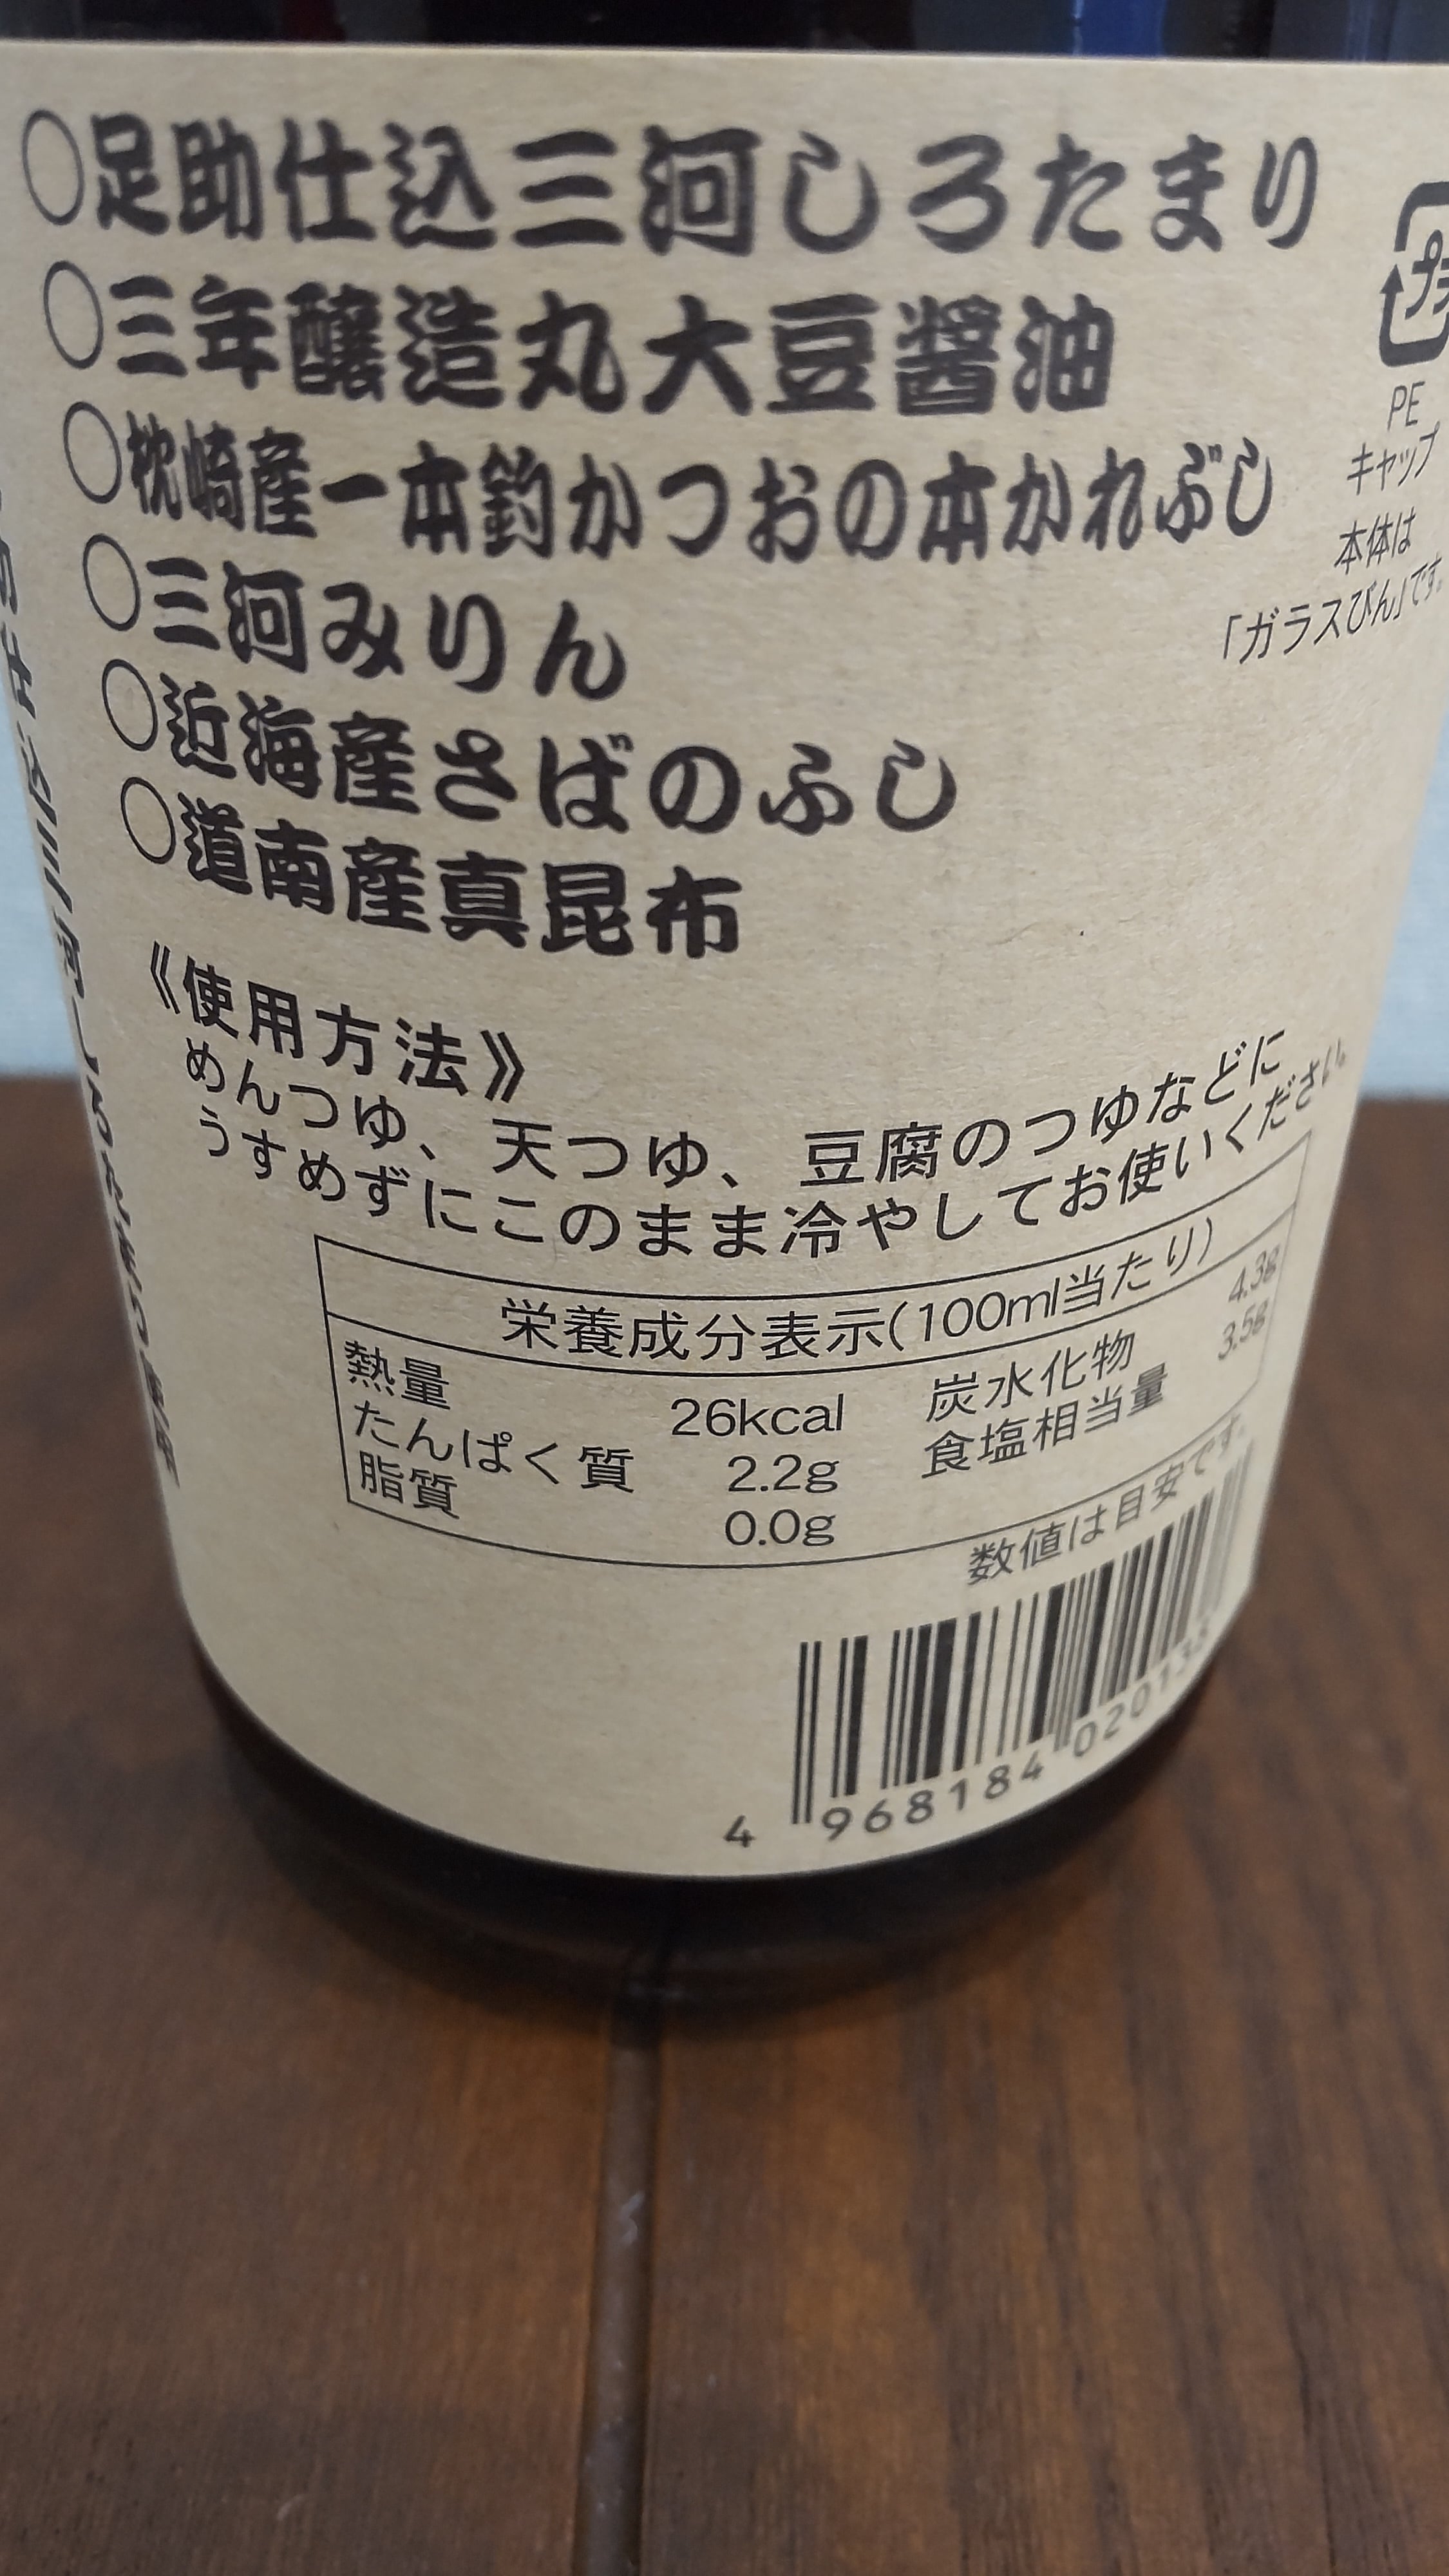 ○足助仕込三河しろたまり
○三年醸造丸大豆醤油
○枕崎産一本釣かつおの本かれぶし
○三河みりん
○近海産さばのふし
○道南産真昆布
プラ
PE
キャップ
本体は
「ガラスびん」です。
《使用方法》
めんつゆ、天つゆ、豆腐のつゆなどに
うすめずにこのまま冷やしてお使いください。
栄養成分表示(100ml当たり)
熱量 26kcal 炭水化物 4.3g
たんぱく質 2.2g 食塩相当量 3.5g
脂質 0.0g
数値は目安です。
4 968184 020138